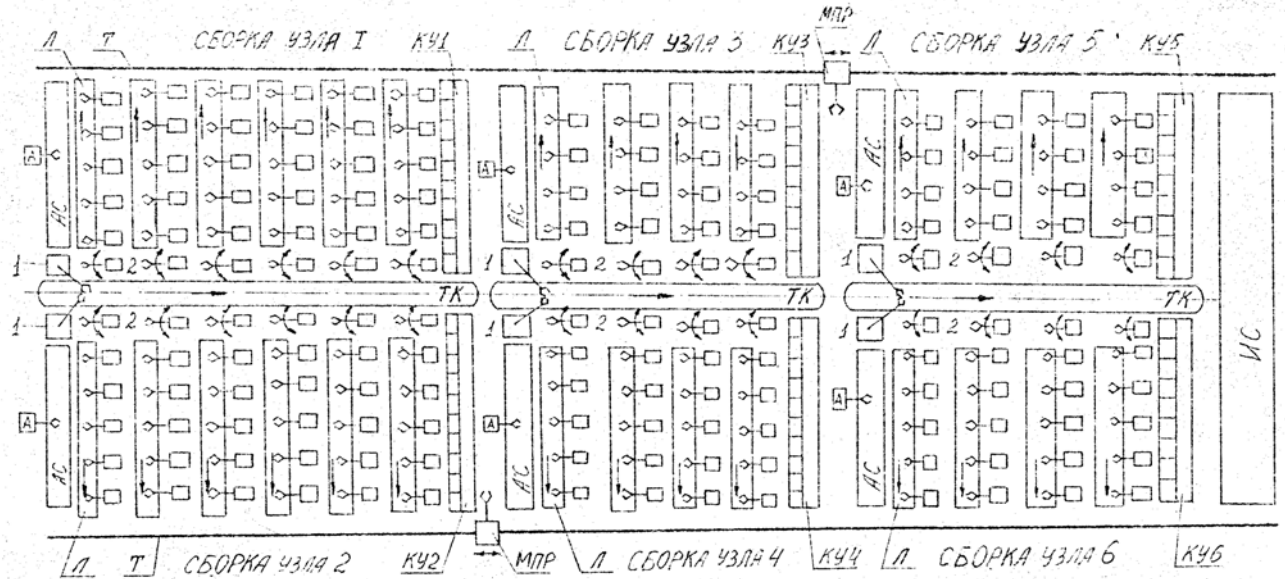 МПР
Л Т СБОРКА УЗЛА I КУ1 Л СБОРКА УЗЛА 3 КУ3 Л СБОРКА УЗЛА 5 КУ5
А АС А АС А АС
1 2 1 2 1 2
ТК ТК ТК
1 2 1 2 1 2
ИС
А АС А АС А АС
Л Т СБОРКА УЗЛА 2 КУ2 МПР Л СБОРКА УЗЛА 4 КУ4 Л СБОРКА УЗЛА 6 КУ6